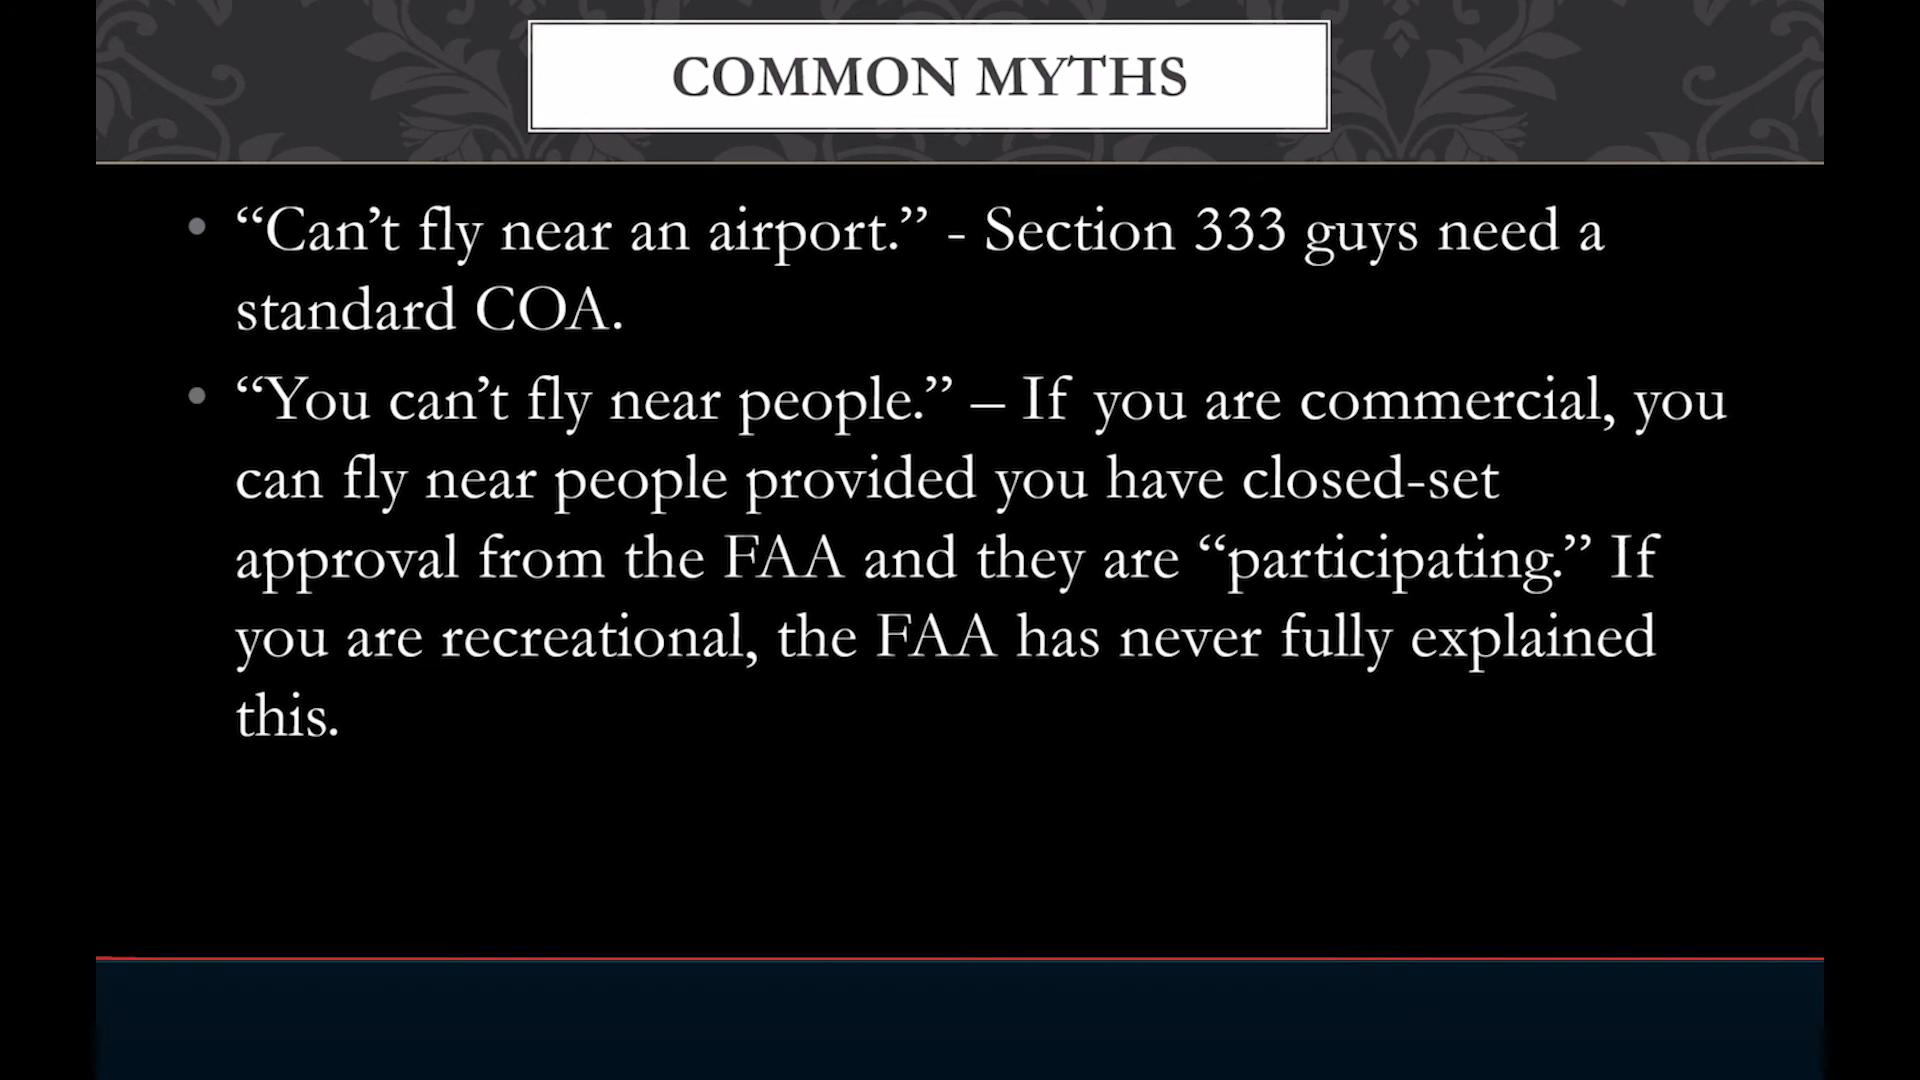 COMMON MYTHS
• “Can’t fly near an airport.” - Section 333 guys need a
standard COA.
• “You can’t fly near people.” – If you are commercial, you
can fly near people provided you have closed-set
approval from the FAA and they are “participating.” If
you are recreational, the FAA has never fully explained
this.